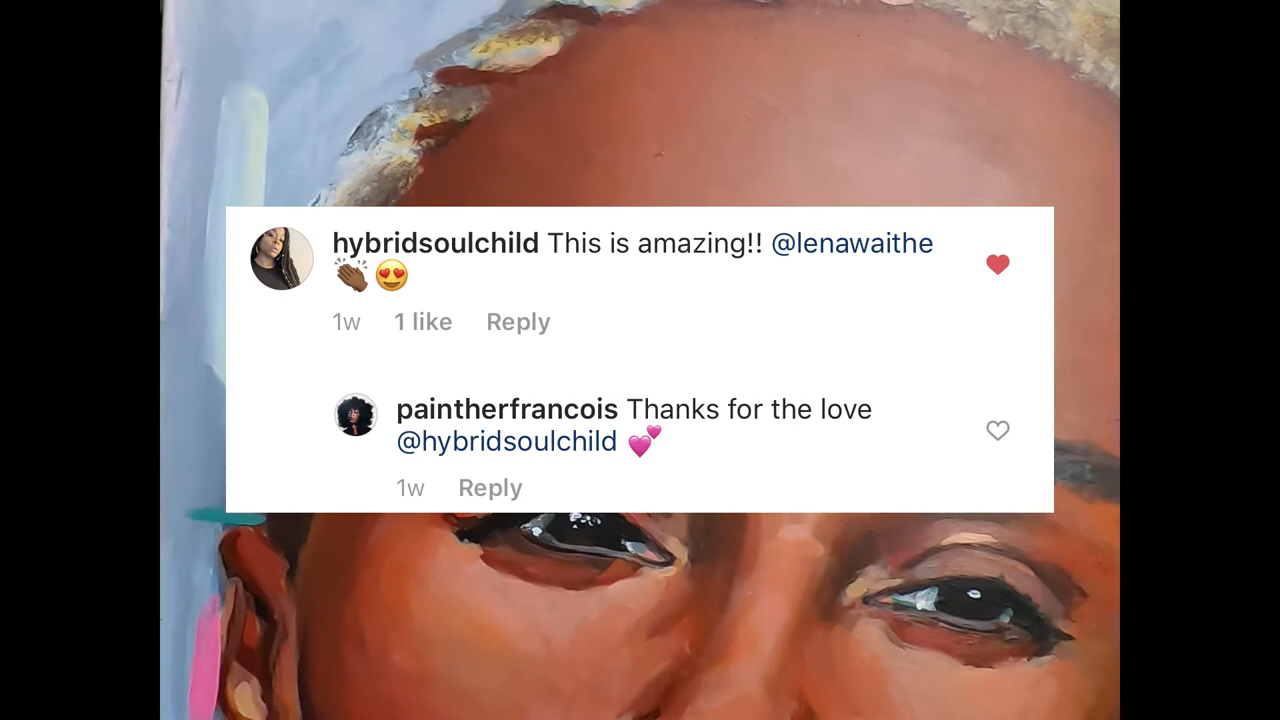 hybridsoulchild This is amazing!! @lenawaithe
👏🏾😍
1w 1 like Reply
paintherfrancois Thanks for the love
@hybridsoulchild 💕
1w Reply